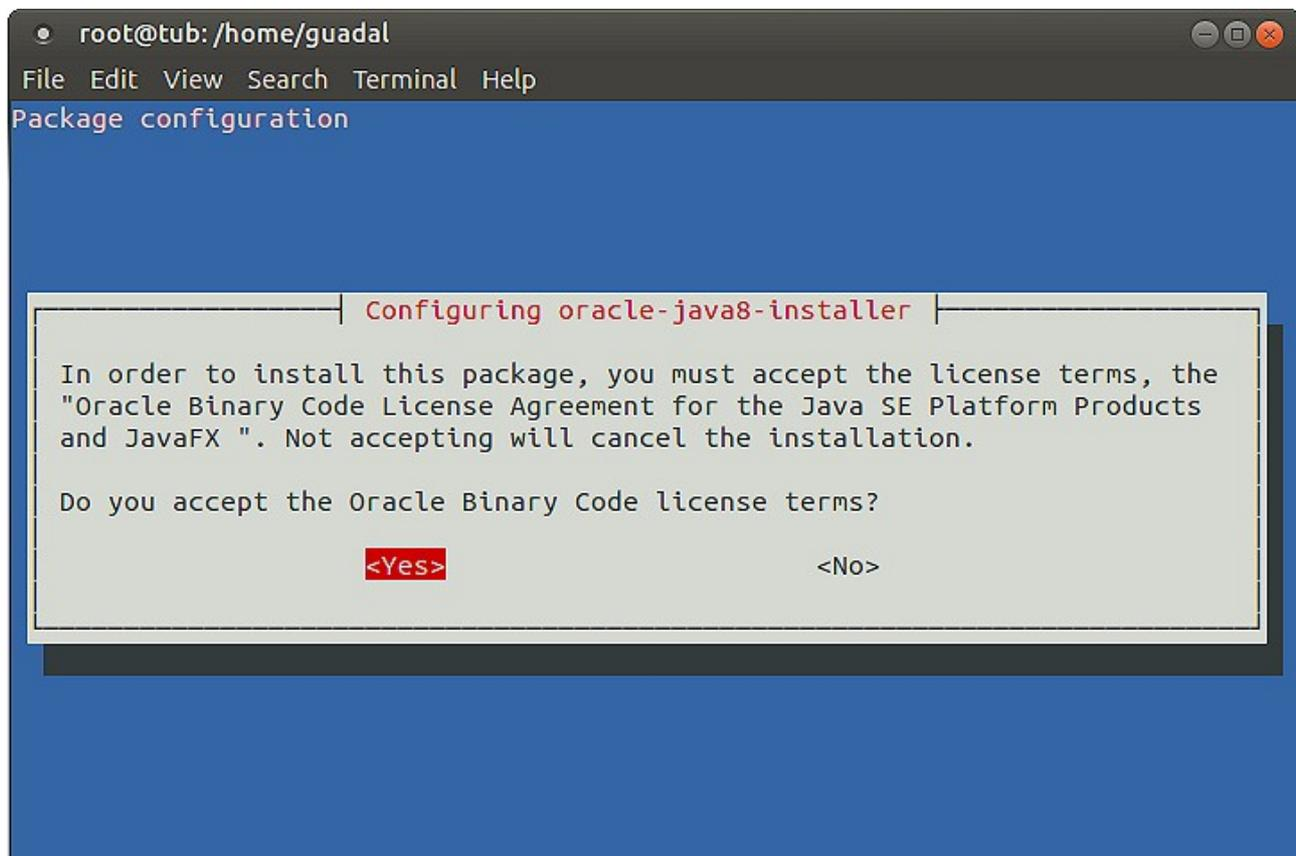 root@tub: /home/guadal
File Edit View Search Terminal Help
Package configuration
Configuring oracle-java8-installer
In order to install this package, you must accept the license terms, the
"Oracle Binary Code License Agreement for the Java SE Platform Products
and JavaFX ". Not accepting will cancel the installation.
Do you accept the Oracle Binary Code license terms?
<Yes> <No>